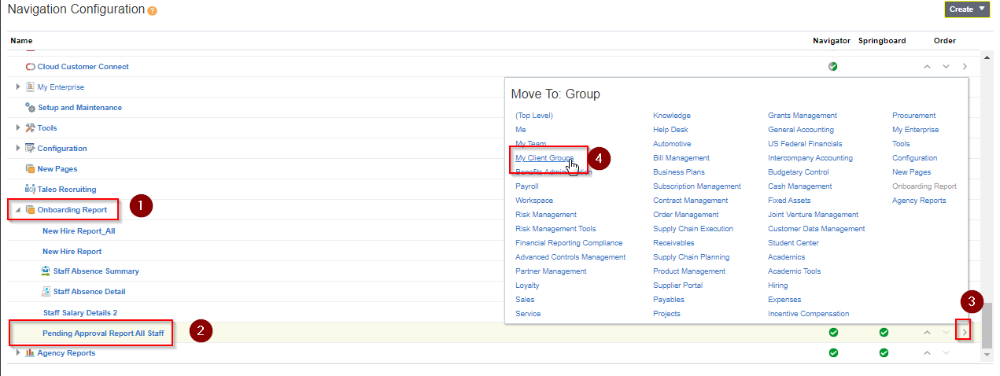 Navigation Configuration ?
Create
Name Navigator Springboard Order
Cloud Customer Connect
My Enterprise
Setup and Maintenance
Tools
Configuration
New Pages
Taleo Recruiting
Onboarding Report 1
New Hire Report_All
New Hire Report
Staff Absence Summary
Staff Absence Detail
Staff Salary Details 2
Pending Approval Report All Staff 2
Agency Reports
Move To: Group
(Top Level) Knowledge Grants Management Procurement
Me Help Desk General Accounting My Enterprise
My Team Automotive US Federal Financials Tools
My Client Groups 4 Bill Management Intercompany Accounting Configuration
Benefits Administration Business Plans Budgetary Control New Pages
Payroll Subscription Management Cash Management Onboarding Report
Workspace Contract Management Fixed Assets Agency Reports
Risk Management Order Management Joint Venture Management
Risk Management Tools Supply Chain Execution Customer Data Management
Financial Reporting Compliance Receivables Student Center
Advanced Controls Management Supply Chain Planning Academics
Partner Management Product Management Academic Tools
Loyalty Supplier Portal Hiring
Sales Payables Expenses
Service Projects Incentive Compensation
3